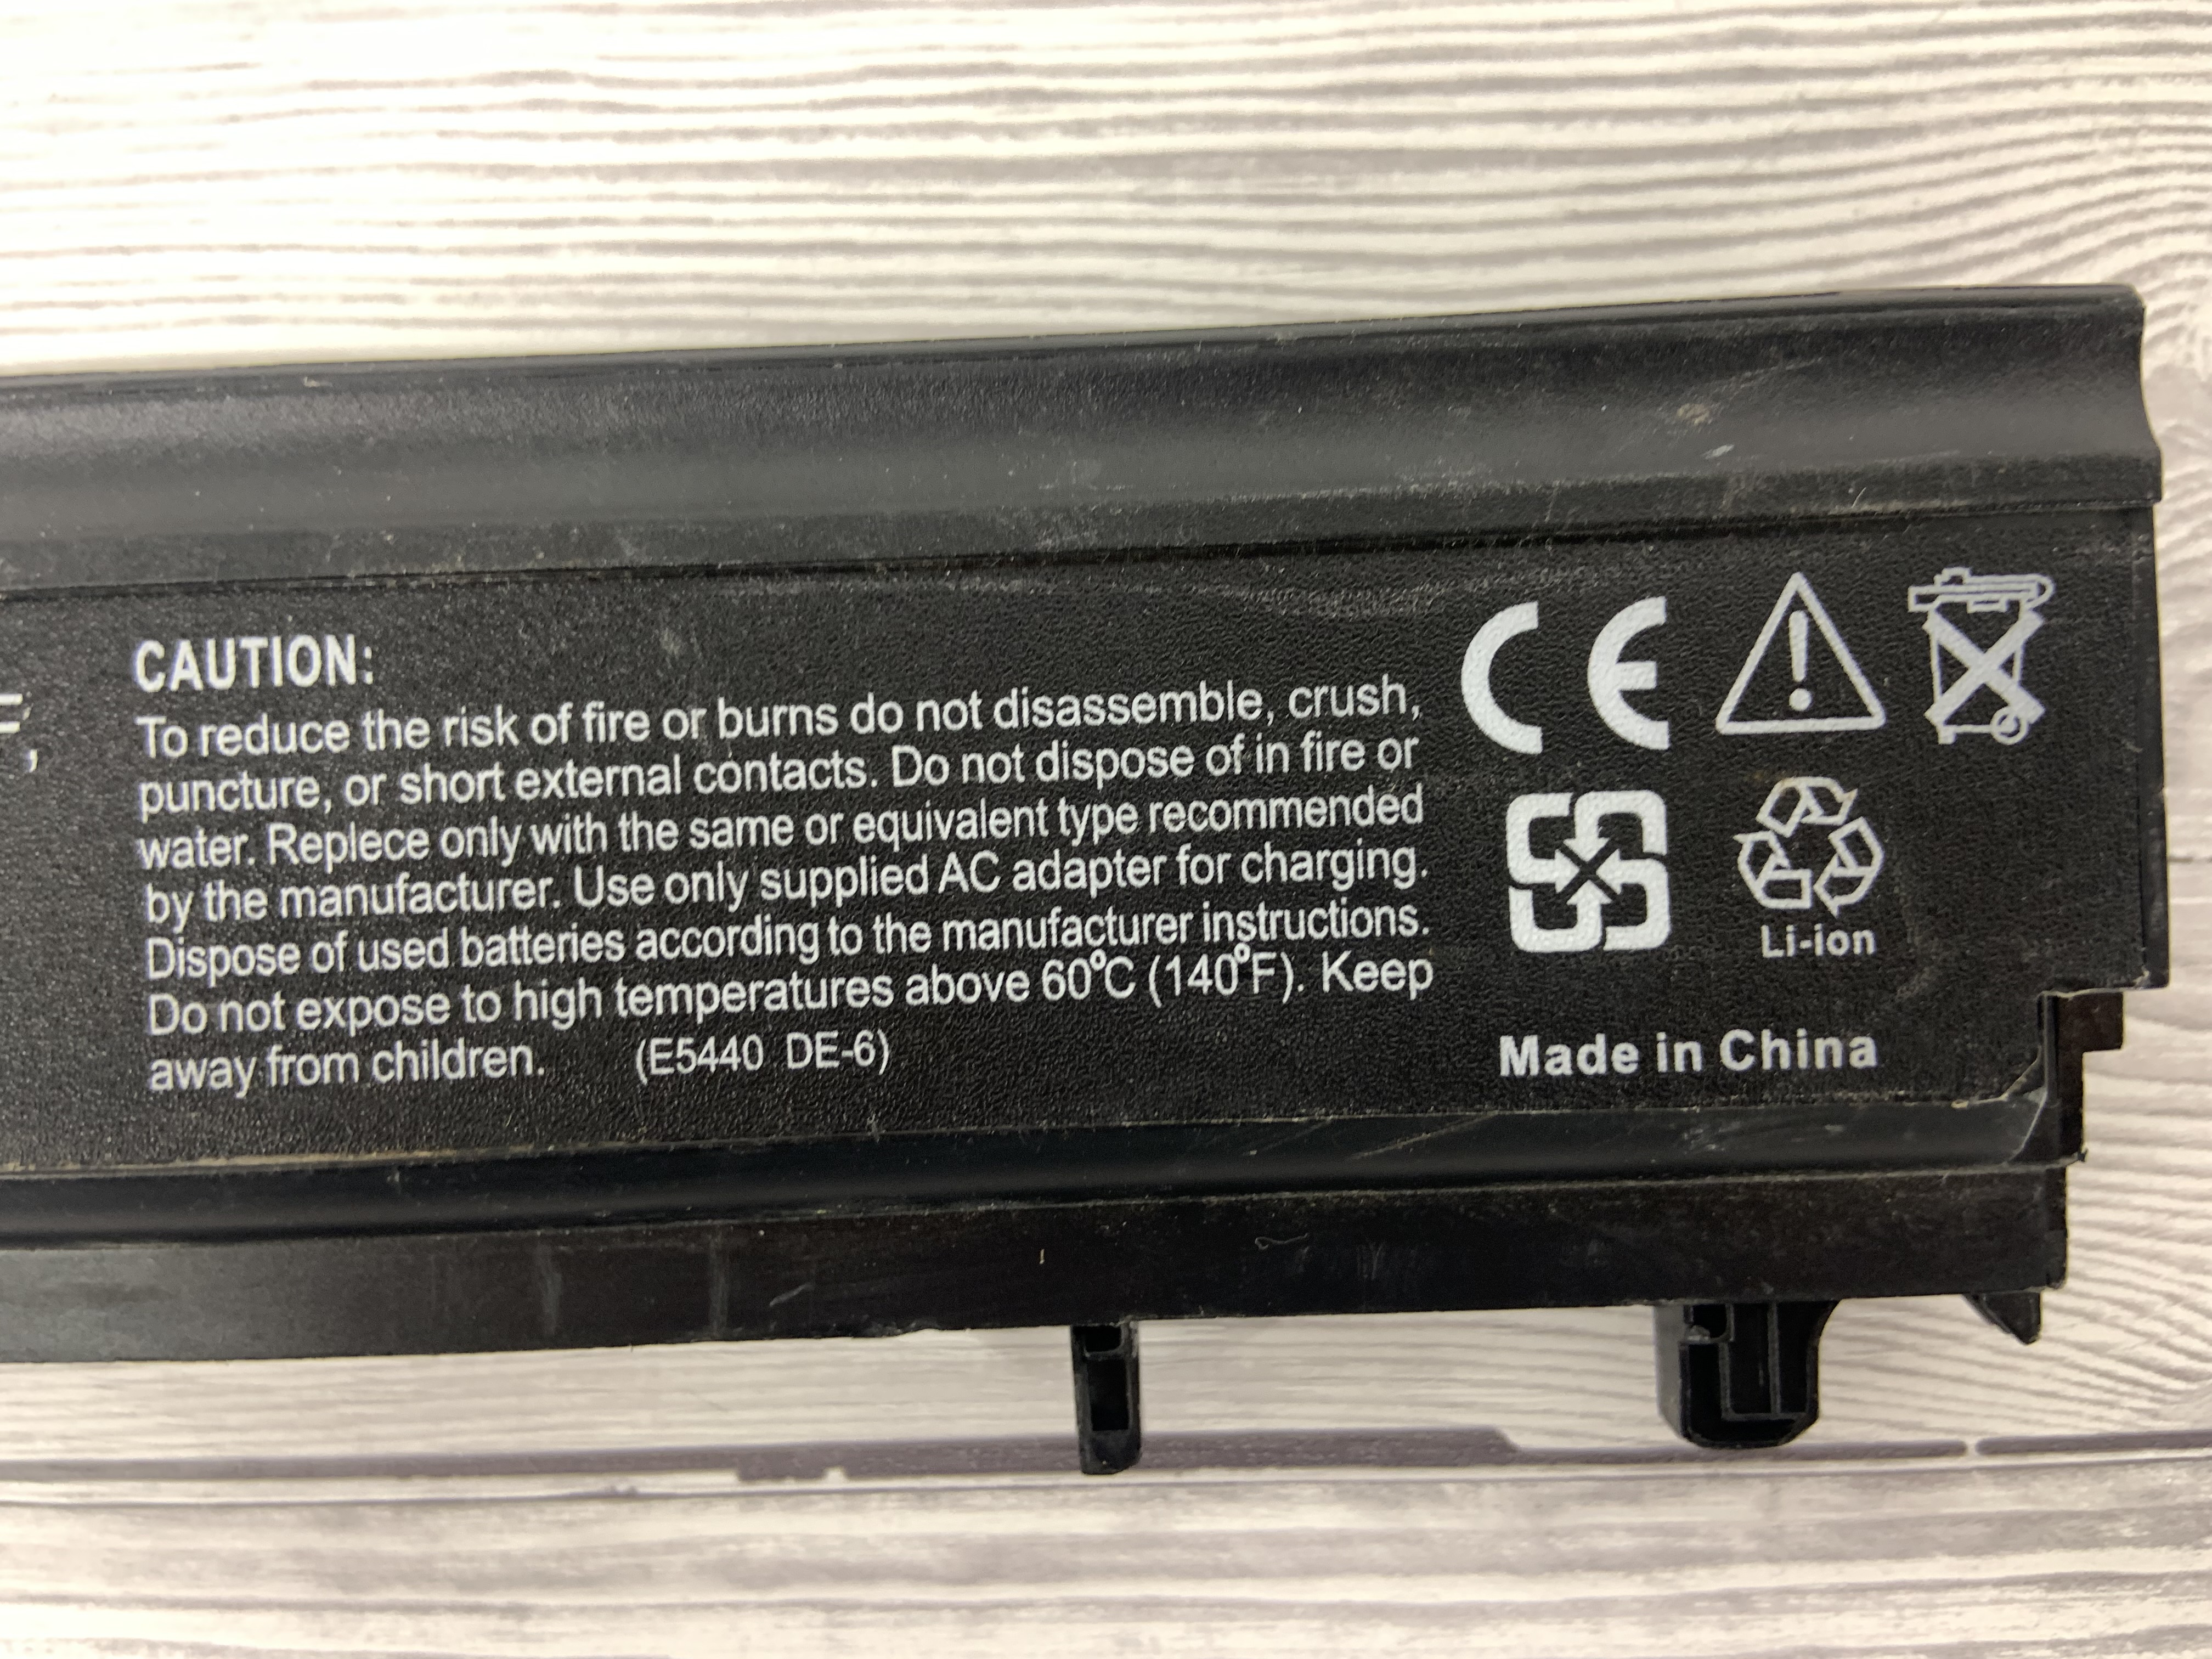 CAUTION:
To reduce the risk of fire or burns do not disassemble, crush,
puncture, or short external contacts. Do not dispose of in fire or
water. Replece only with the same or equivalent type recommended
by the manufacturer. Use only supplied AC adapter for charging.
Dispose of used batteries according to the manufacturer instructions.
Do not expose to high temperatures above 60°C (140°F). Keep
away from children. (E5440 DE-6)
CE
Li-ion
Made in China